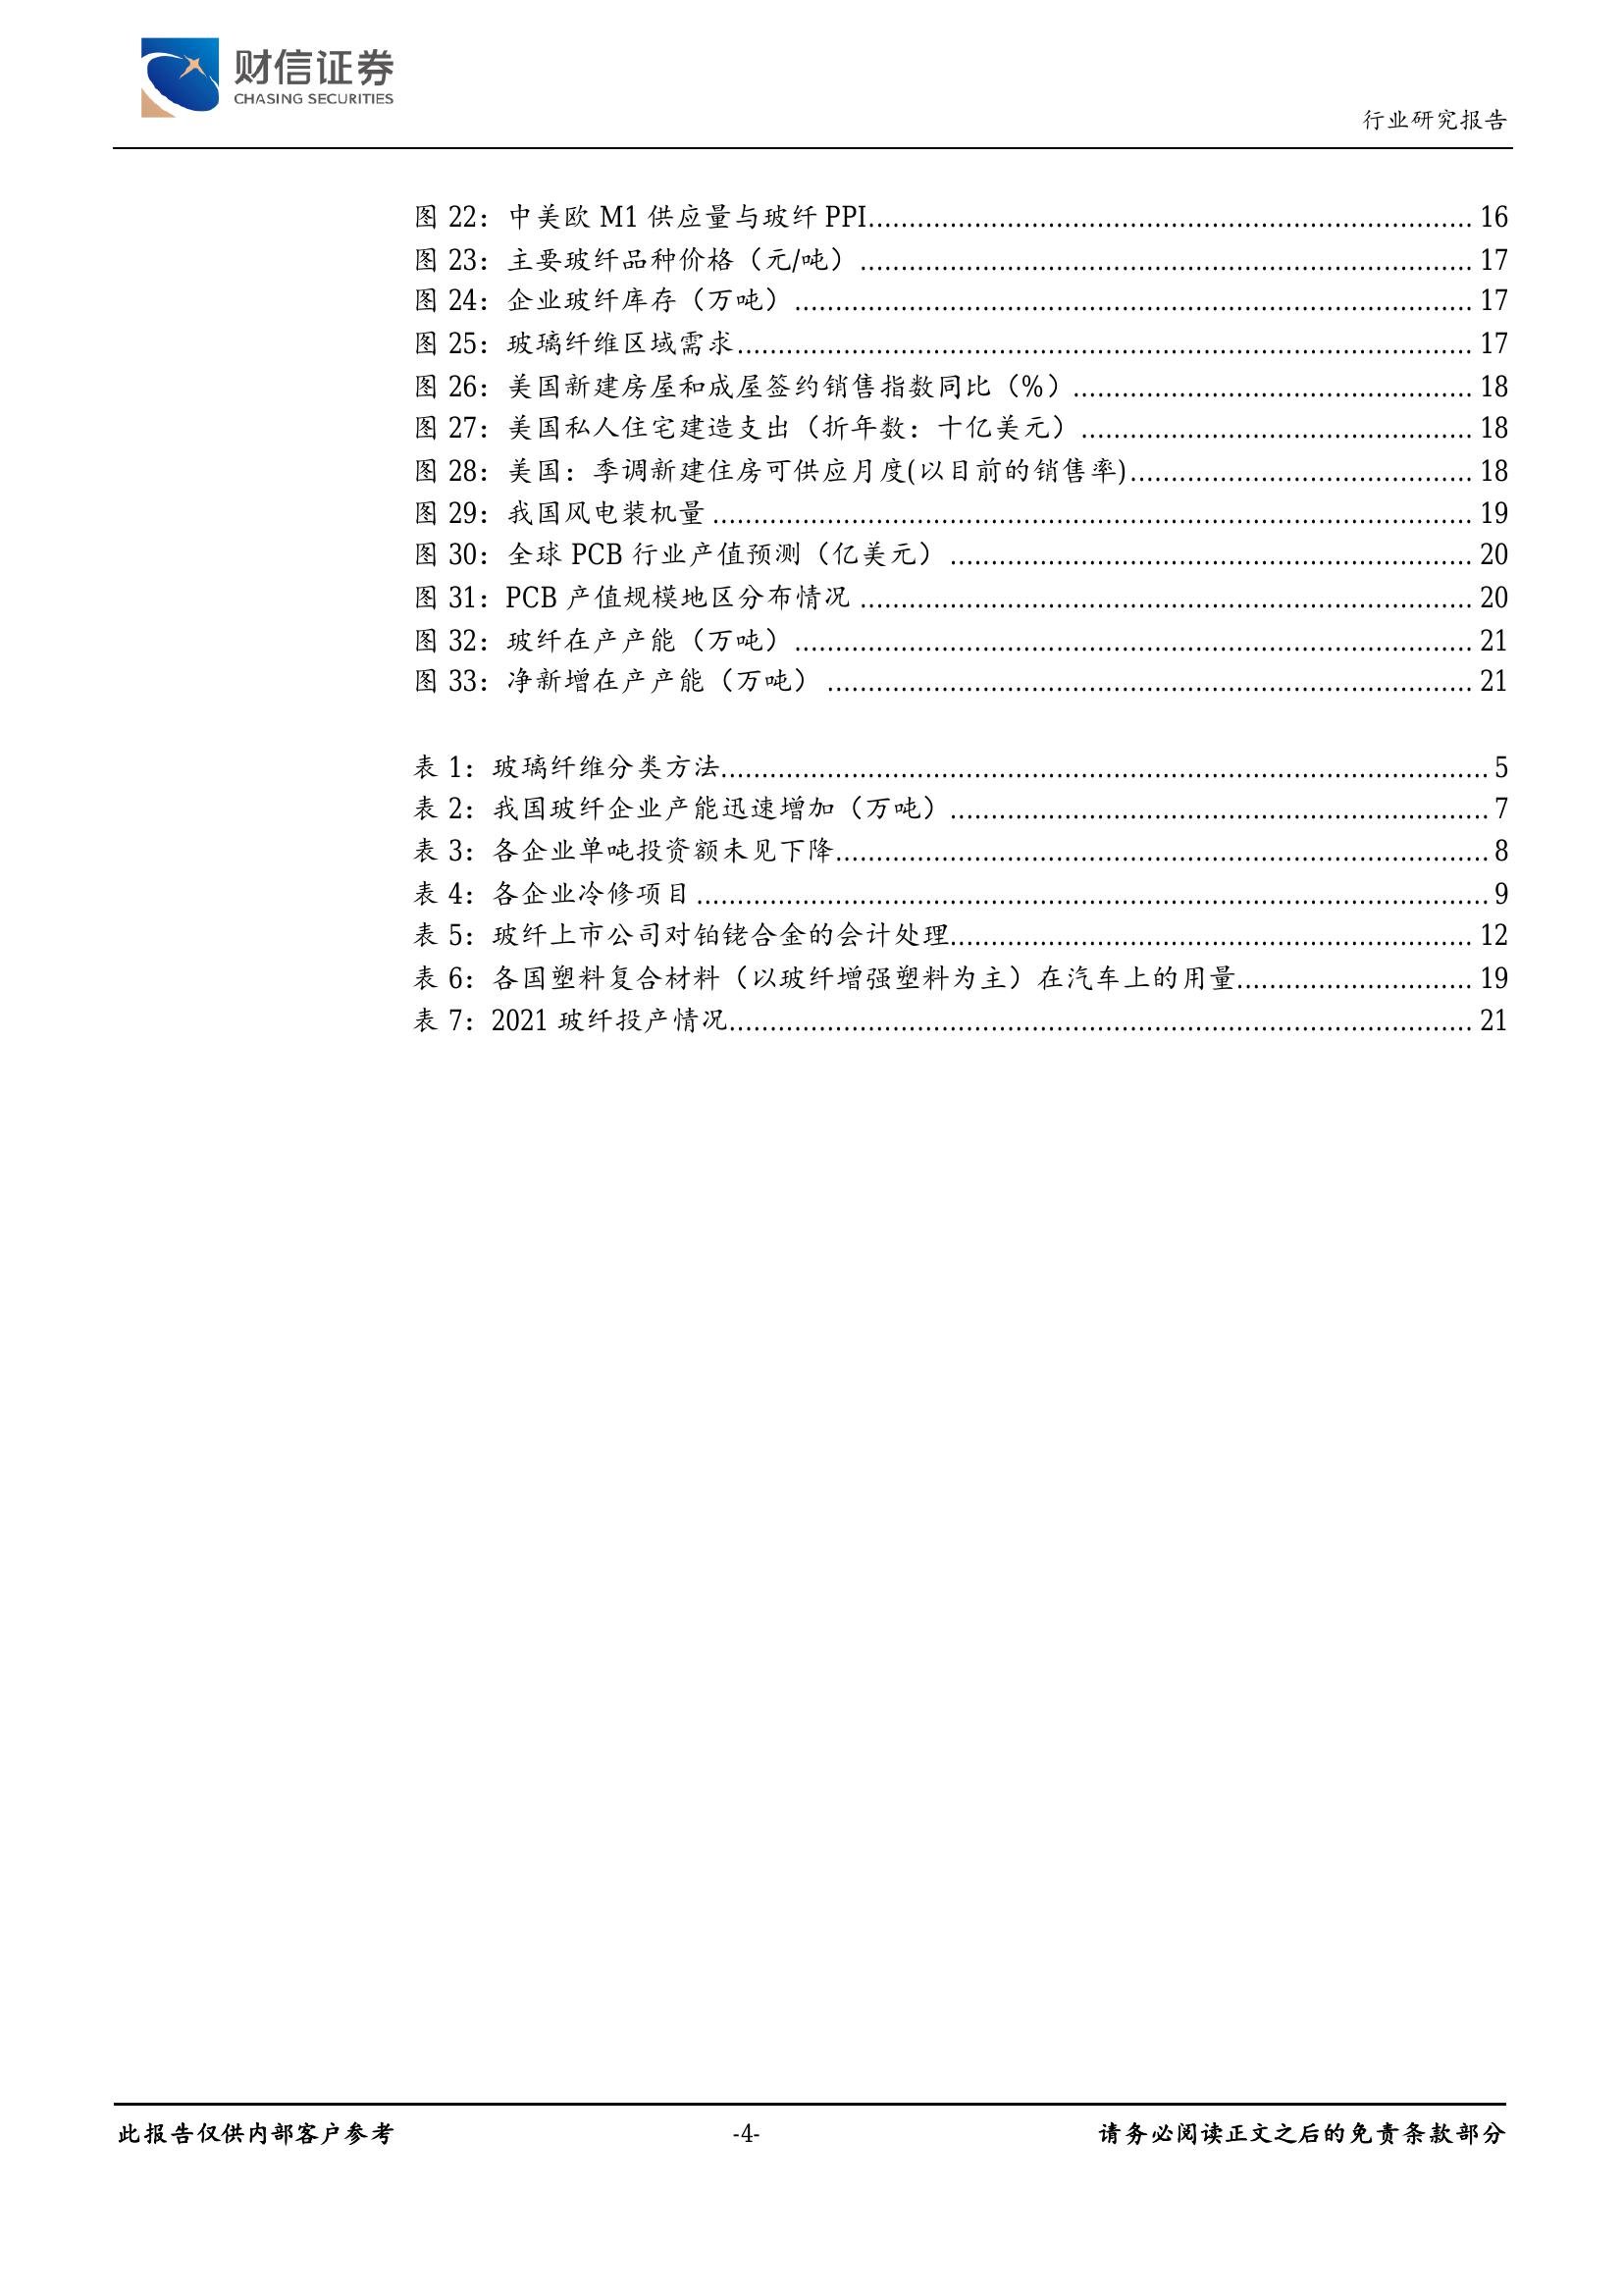 财信证券
CHASING SECURITIES
行业研究报告
图 22：中美欧 M1 供应量与玻纤 PPI........................ 16
图 23：主要玻纤品种价格（元/吨）........................ 17
图 24：企业玻纤库存（万吨）........................ 17
图 25：玻璃纤维区域需求........................ 17
图 26：美国新建房屋和成屋签约销售指数同比（%）........................ 18
图 27：美国私人住宅建造支出（折年数：十亿美元）........................ 18
图 28：美国：季调新建住房可供应月度(以目前的销售率)........................ 18
图 29：我国风电装机量........................ 19
图 30：全球 PCB 行业产值预测（亿美元）........................ 20
图 31：PCB 产值规模地区分布情况........................ 20
图 32：玻纤在产产能（万吨）........................ 21
图 33：净新增在产产能（万吨）........................ 21
表 1：玻璃纤维分类方法........................ 5
表 2：我国玻纤企业产能迅速增加（万吨）........................ 7
表 3：各企业单吨投资额未见下降........................ 8
表 4：各企业冷修项目........................ 9
表 5：玻纤上市公司对铂铑合金的会计处理........................ 12
表 6：各国塑料复合材料（以玻纤增强塑料为主）在汽车上的用量........................ 19
表 7：2021 玻纤投产情况........................ 21
此报告仅供内部客户参考
-4-
请务必阅读正文之后的免责条款部分